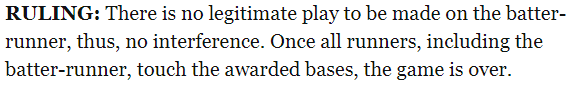 RULING: There is no legitimate play to be made on the batter-
runner, thus, no interference. Once all runners, including the
batter-runner, touch the awarded bases, the game is over.